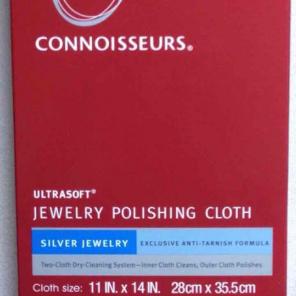 CONNOISSEURS®
ULTRASOFT®
JEWELRY POLISHING CLOTH
SILVER JEWELRY EXCLUSIVE ANTI-TARNISH FORMULA
Two-Cloth Dry-Cleaning System—Inner Cloth Cleans, Outer Cloth Polishes
Cloth size: 11 IN. x 14 IN. 28cm x 35.5cm